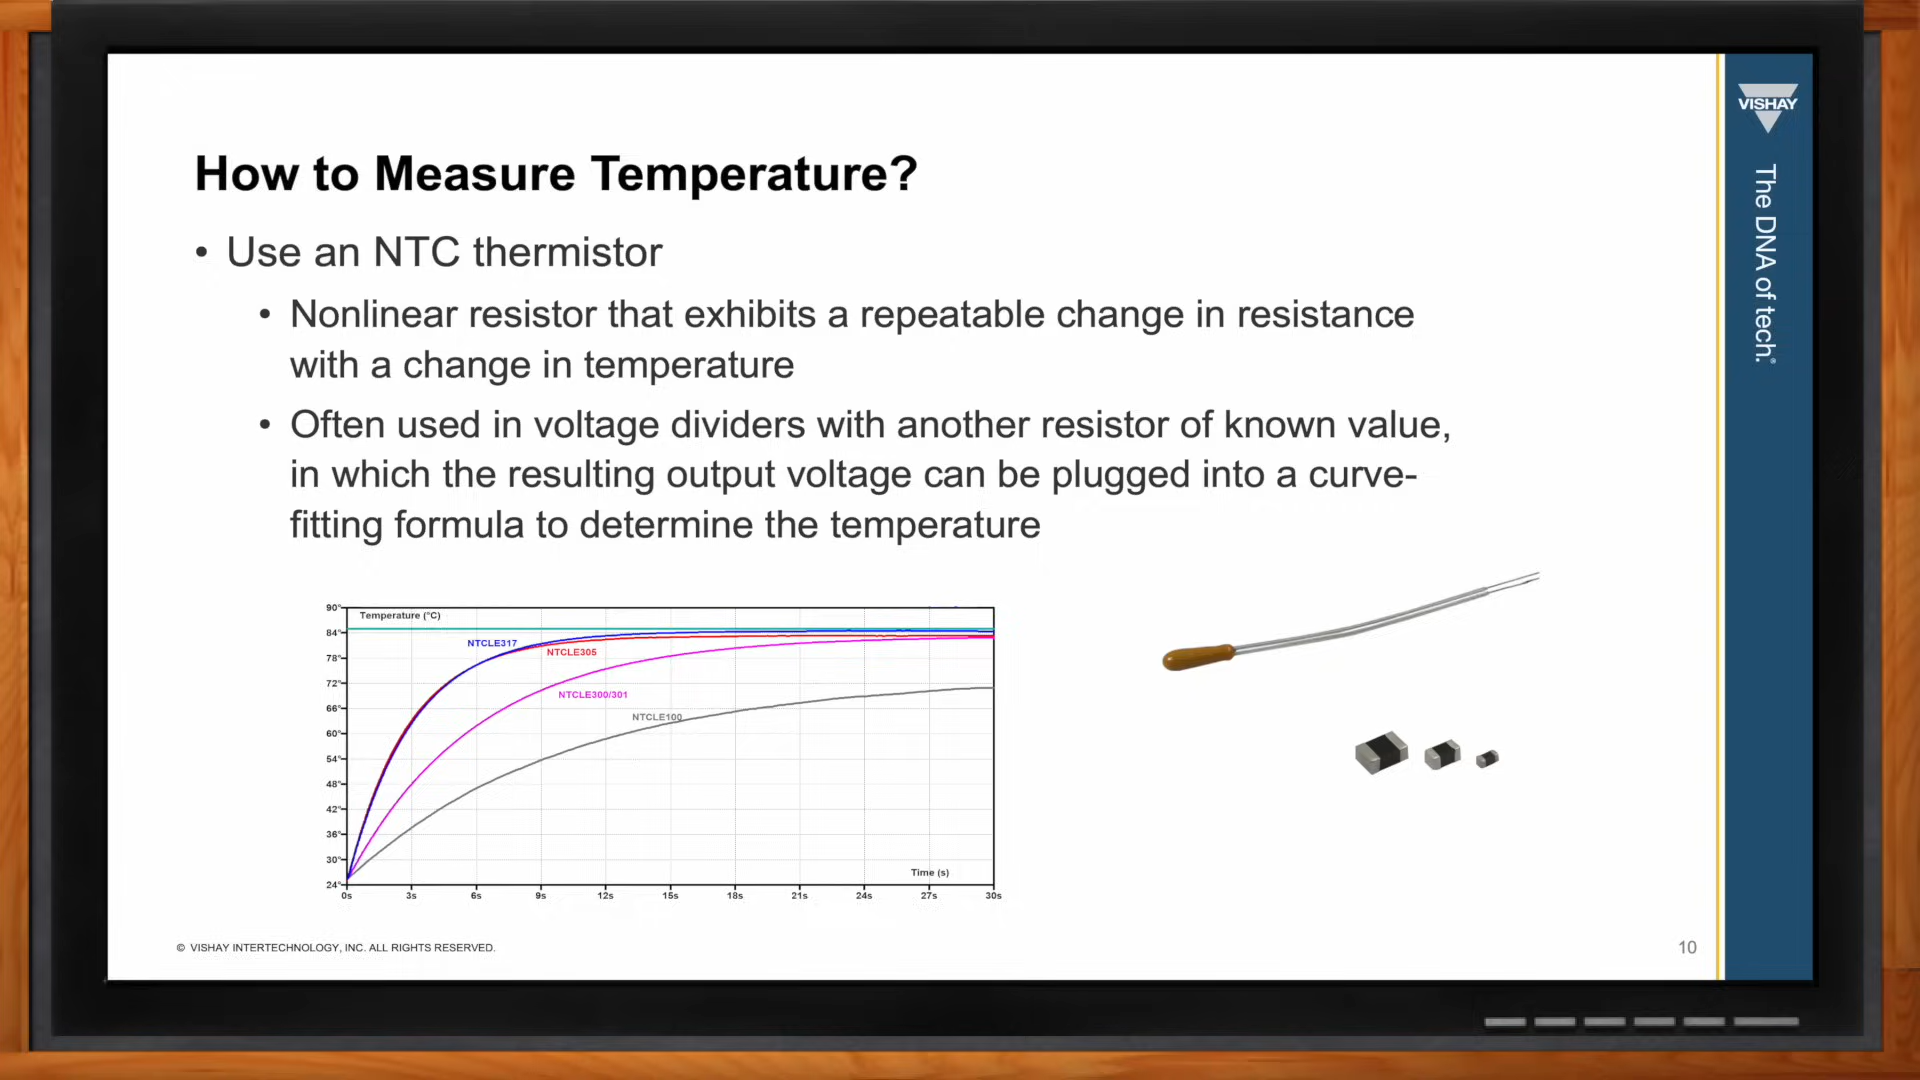 VISHAY
The DNA of tech.®
How to Measure Temperature?
• Use an NTC thermistor
• Nonlinear resistor that exhibits a repeatable change in resistance
with a change in temperature
• Often used in voltage dividers with another resistor of known value,
in which the resulting output voltage can be plugged into a curve-
fitting formula to determine the temperature
Temperature (°C)
90°
84°
78°
72°
66°
60°
54°
48°
42°
36°
30°
24°
NTCLE317
NTCLE305
NTCLE300/301
NTCLE100
Time (s)
0s 3s 6s 9s 12s 15s 18s 21s 24s 27s 30s
© VISHAY INTERTECHNOLOGY, INC. ALL RIGHTS RESERVED.
10